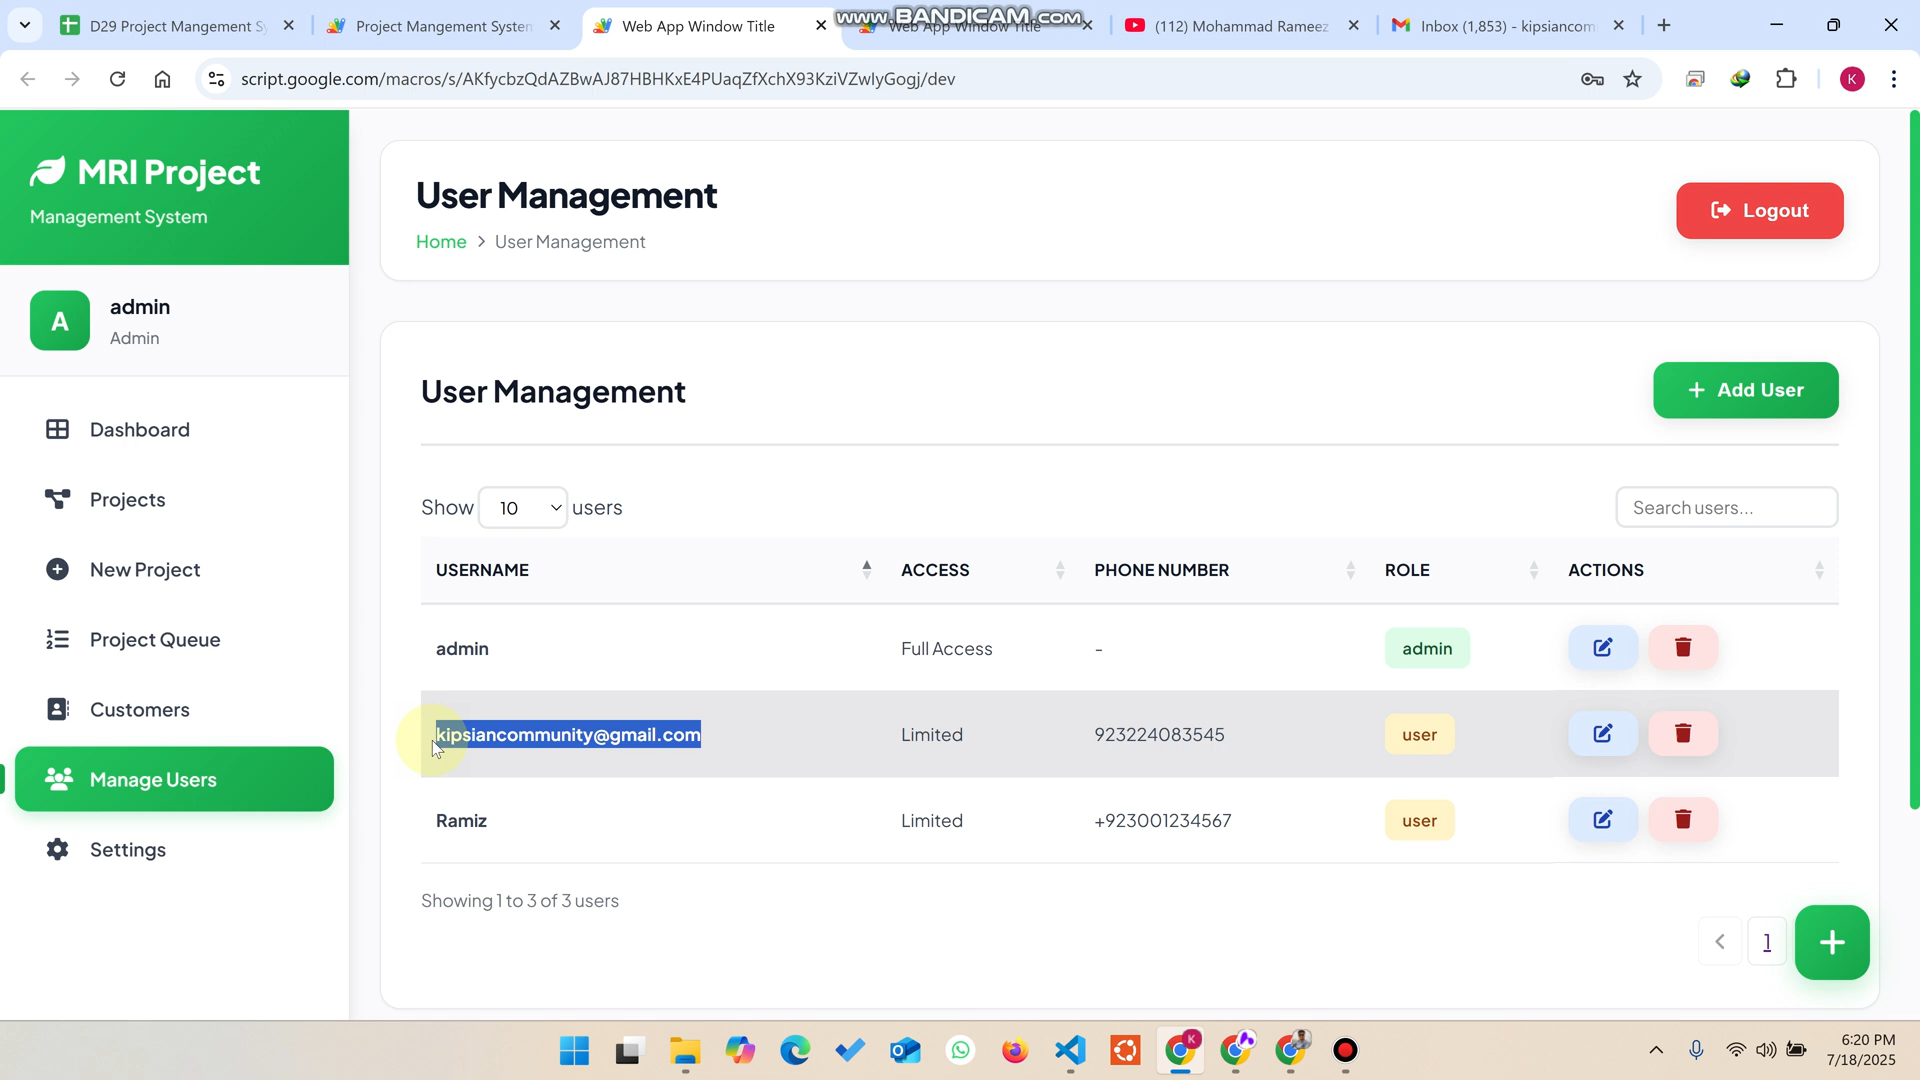 D29 Project Mangement Sy
Project Mangement System
Web App Window Title
Web App Window Title
www.BANDICAM.com
(112) Mohammad Rameez
Inbox (1,853) - kipsiancom
script.google.com/macros/s/AKfycbzQdAZBwAJ87HBHKxE4PUaqZfXchX93KziVZwIyGogj/dev
K
MRI Project
Management System
User Management
Home > User Management
Logout
A
admin
Admin
Dashboard
Projects
New Project
Project Queue
Customers
Manage Users
Settings
User Management
+ Add User
Show 10 users
Search users...
USERNAME ACCESS PHONE NUMBER ROLE ACTIONS
admin Full Access - admin
kipsiancommunity@gmail.com Limited 923224083545 user
Ramiz Limited +923001234567 user
Showing 1 to 3 of 3 users
1
+
6:20 PM
7/18/2025